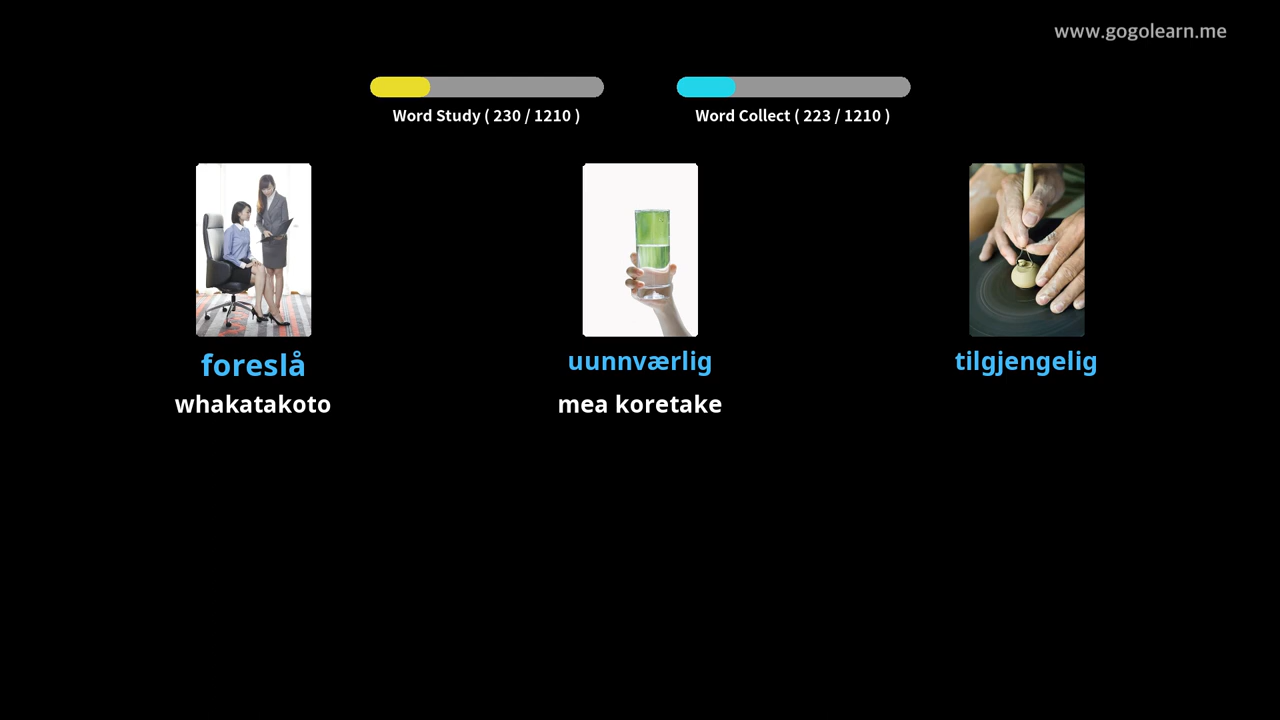 www.gogolearn.me
Word Study ( 230 / 1210 )
Word Collect ( 223 / 1210 )
foreslå
whakatakoto
uunnværlig
mea koretake
tilgjengelig